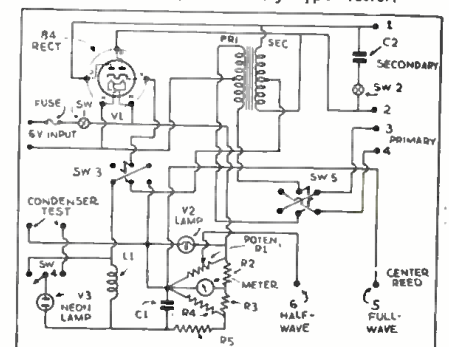 84
RECT
V1
FUSE
SW
6V INPUT
PRI
SEC
1
C2
SECONDARY
SW 2
2
3
PRIMARY
4
SW 3
SW 5
CONDENSER
TEST
V2
LAMP
POTEN.
R1
L1
R2
METER
R3
SW
4
V3
NEON
LAMP
C1
R4
R5
CENTER
REED
6
HALF-
WAVE
5
FULL-
WAVE